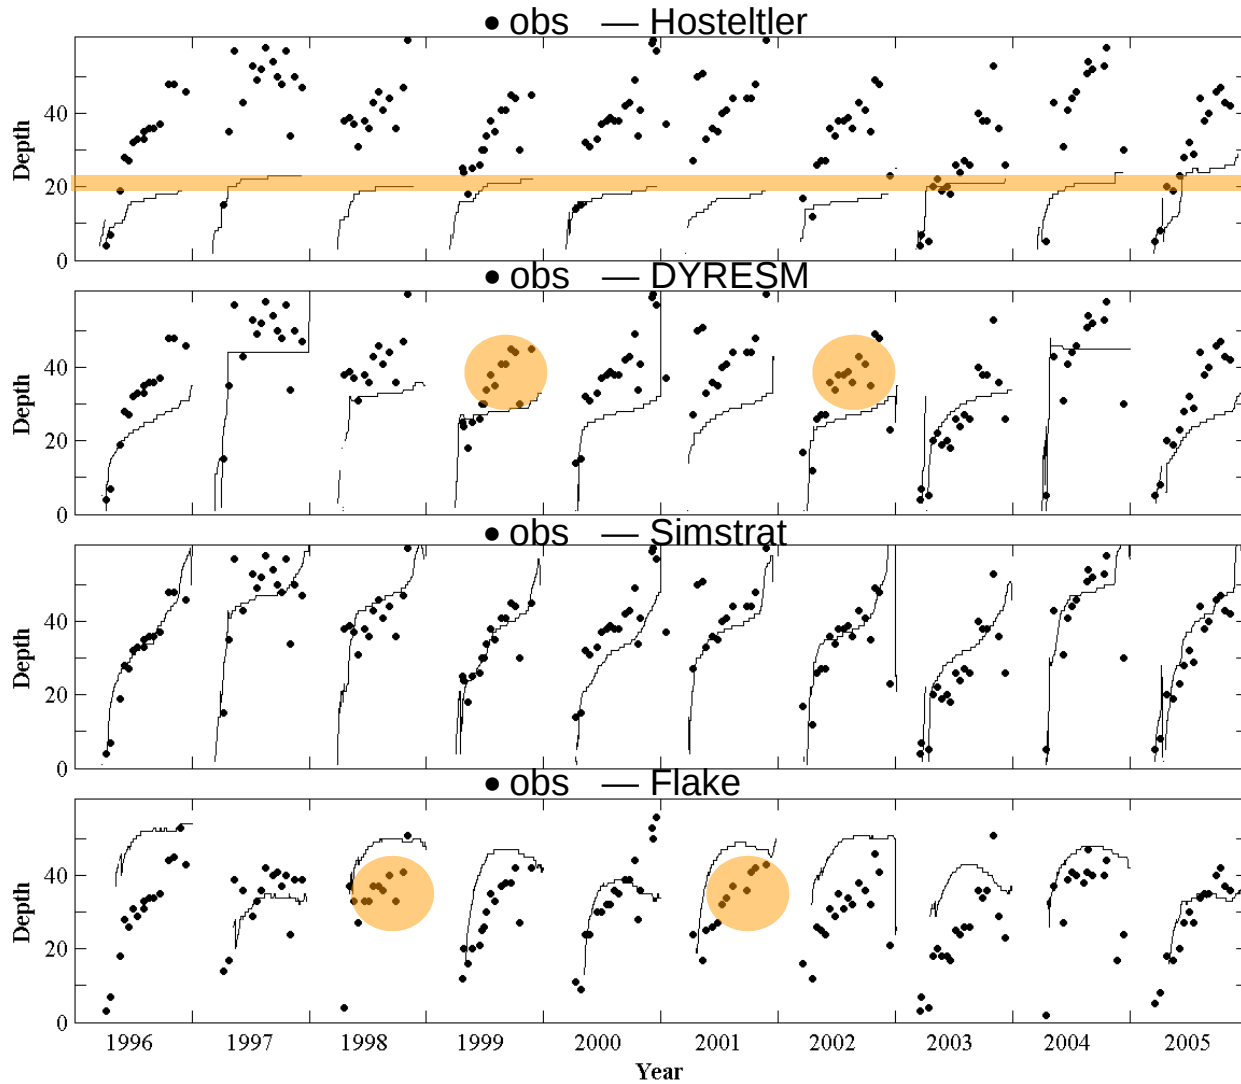 ● obs — Hosteltler
Depth
40
20
0
● obs — DYRESM
Depth
40
20
0
● obs — Simstrat
Depth
40
20
0
● obs — Flake
Depth
40
20
0
1996 1997 1998 1999 2000 2001 2002 2003 2004 2005
Year